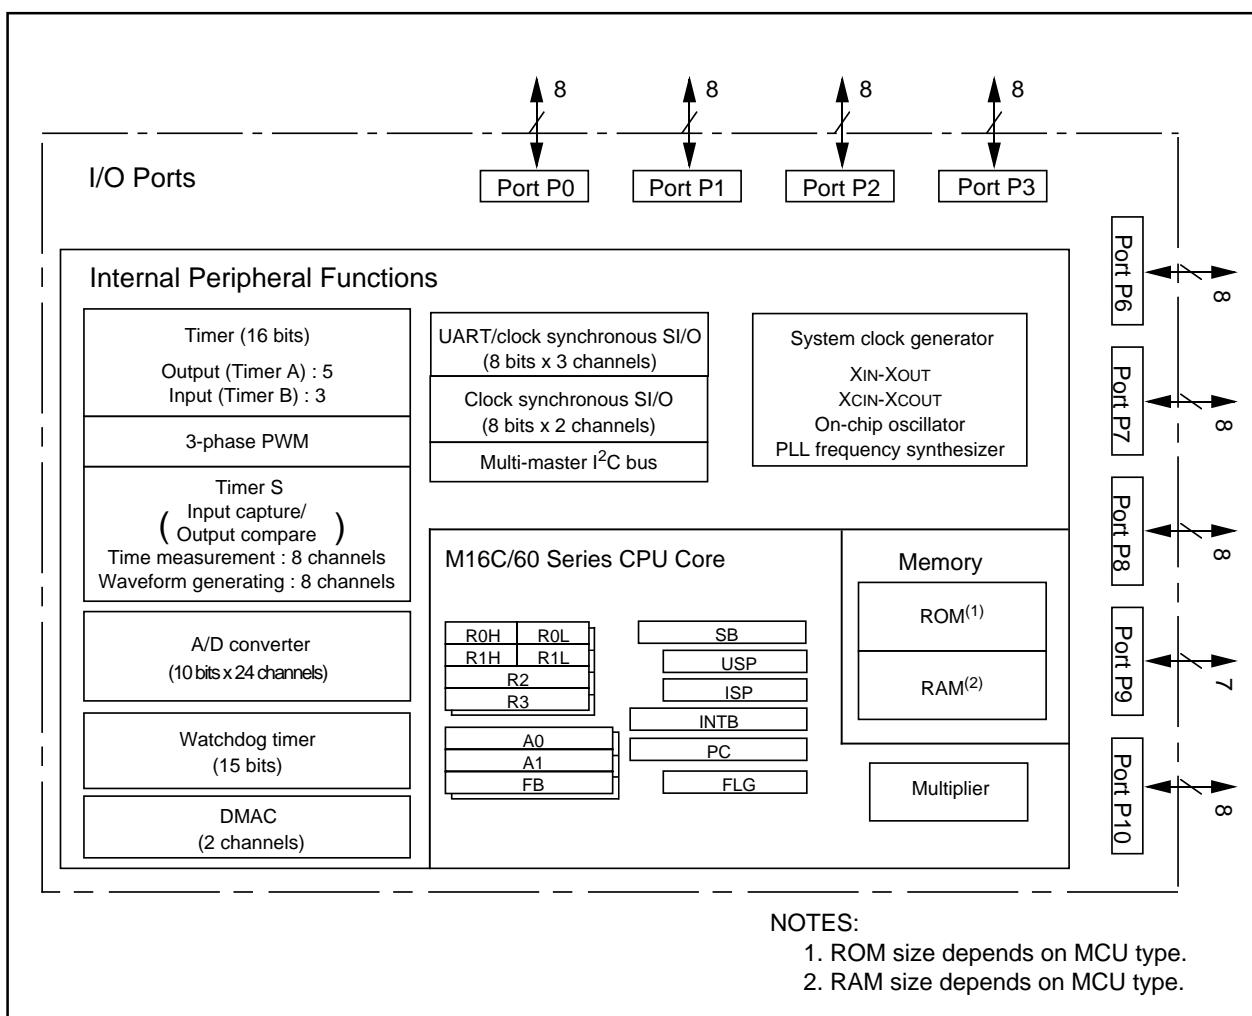 8 8 8 8
I/O Ports
Port P0 Port P1 Port P2 Port P3
Internal Peripheral Functions
Timer (16 bits)
Output (Timer A) : 5
Input (Timer B) : 3
3-phase PWM
Timer S
( Input capture/
Output compare )
Time measurement : 8 channels
Waveform generating : 8 channels
A/D converter
(10 bits x 24 channels)
Watchdog timer
(15 bits)
DMAC
(2 channels)
UART/clock synchronous SI/O
(8 bits x 3 channels)
Clock synchronous SI/O
(8 bits x 2 channels)
Multi-master I²C bus
System clock generator
XIN-XOUT
XCIN-XCOUT
On-chip oscillator
PLL frequency synthesizer
M16C/60 Series CPU Core
R0H R0L
R1H R1L
R2
R3
A0
A1
FB
SB
USP
ISP
INTB
PC
FLG
Memory
ROM(1)
RAM(2)
Multiplier
Port P6
8
Port P7
8
Port P8
8
Port P9
7
Port P10
8
NOTES:
1. ROM size depends on MCU type.
2. RAM size depends on MCU type.